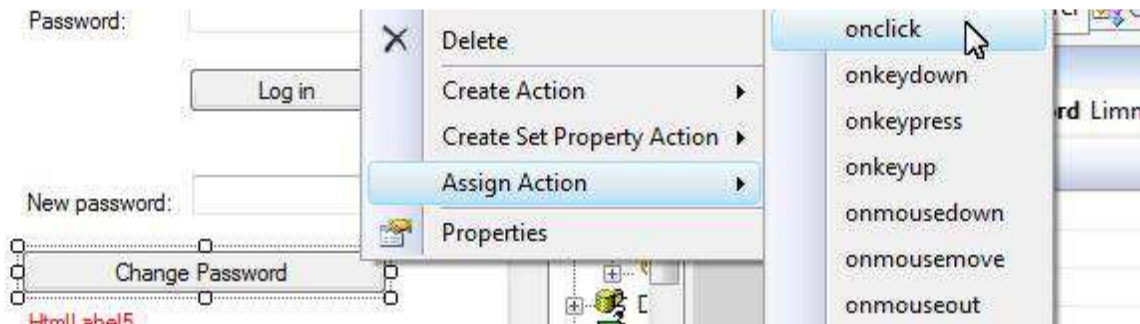 Password:
Log in
New password:
Change Password
HtmlLabel5
Delete
Create Action
Create Set Property Action
Assign Action
Properties
onclick
onkeydown
onkeypress
onkeyup
onmousedown
onmousemove
onmouseout